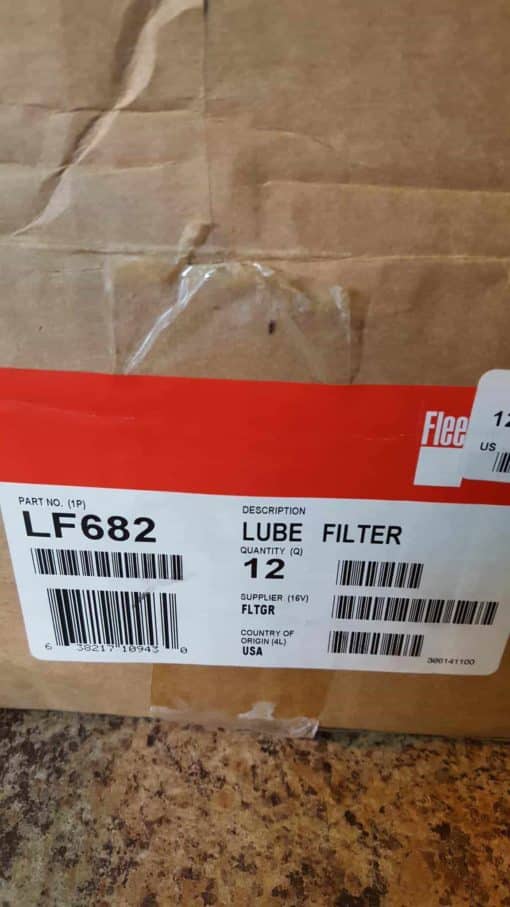 Flee
12
US
PART NO. (1P)
LF682
DESCRIPTION
LUBE FILTER
QUANTITY (Q)
12
SUPPLIER (16V)
FLTGR
COUNTRY OF
ORIGIN (4L)
USA
6 38217 10943 0
306141100